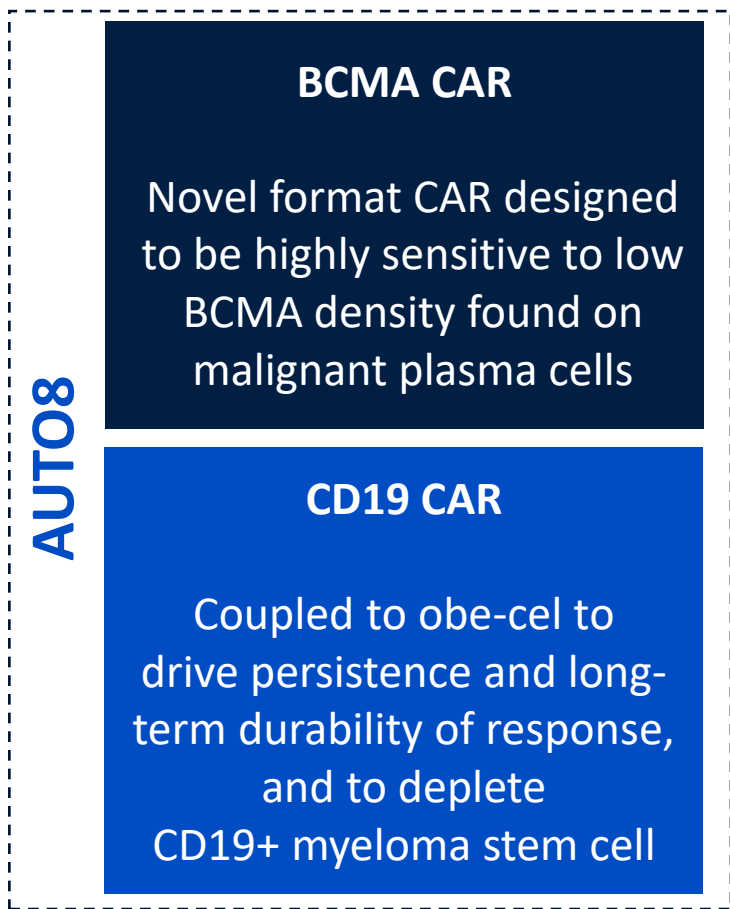 AUTO8
BCMA CAR
Novel format CAR designed
to be highly sensitive to low
BCMA density found on
malignant plasma cells
CD19 CAR
Coupled to obe-cel to
drive persistence and long-
term durability of response,
and to deplete
CD19+ myeloma stem cell